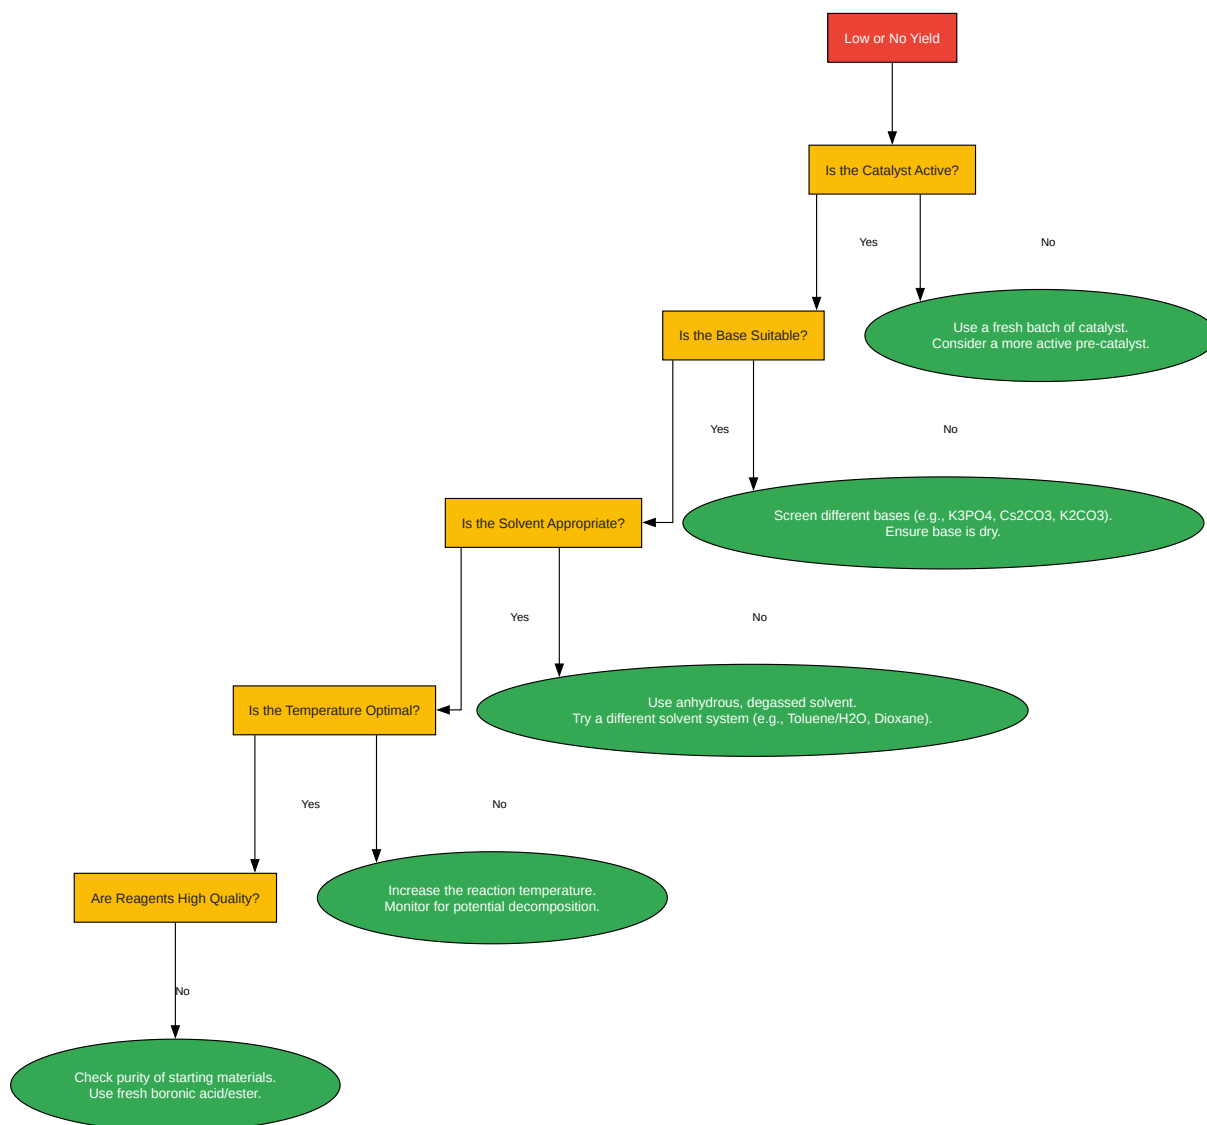 Low or No Yield
Is the Catalyst Active?
Yes
No
Is the Base Suitable?
Use a fresh batch of catalyst.
Consider a more active pre-catalyst.
Yes
No
Is the Solvent Appropriate?
Screen different bases (e.g., K3PO4, Cs2CO3, K2CO3).
Ensure base is dry.
Yes
No
Is the Temperature Optimal?
Use anhydrous, degassed solvent.
Try a different solvent system (e.g., Toluene/H2O, Dioxane).
Yes
No
Are Reagents High Quality?
Increase the reaction temperature.
Monitor for potential decomposition.
No
Check purity of starting materials.
Use fresh boronic acid/ester.